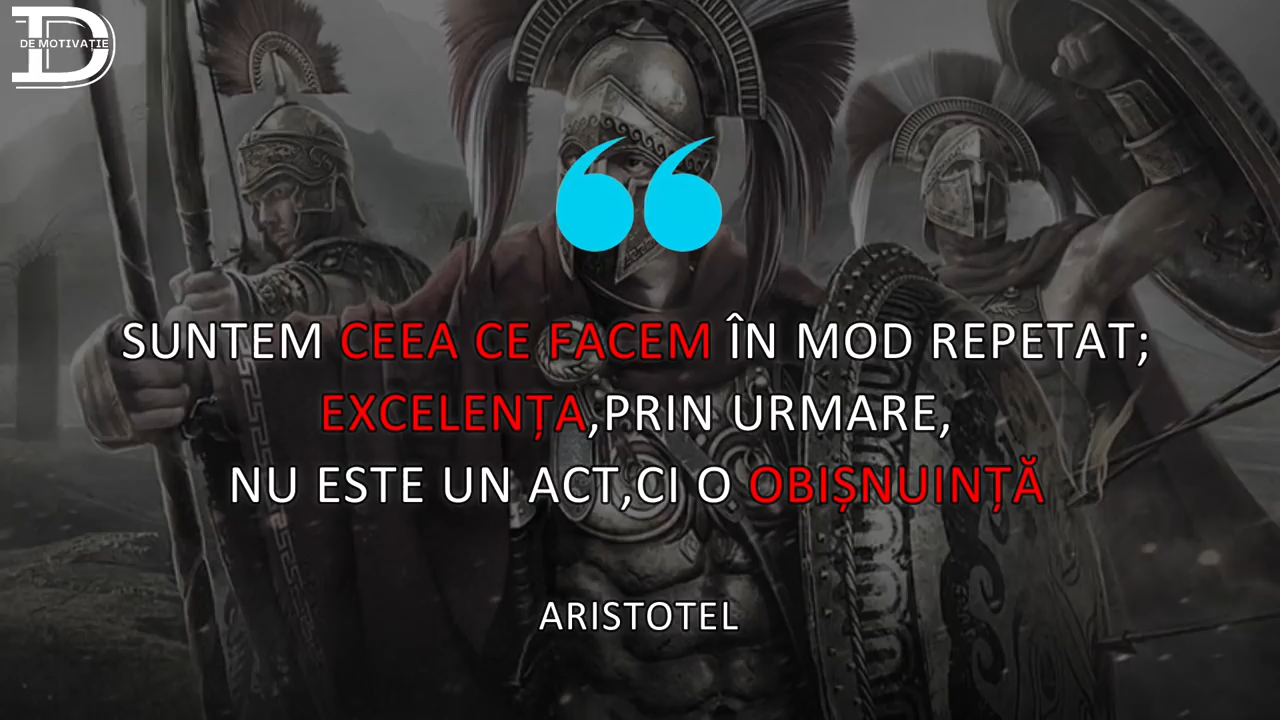 DE MOTIVAȚIE
SUNTEM CEEA CE FACEM ÎN MOD REPETAT;
EXCELENȚA,PRIN URMARE,
NU ESTE UN ACT,CI O OBIȘNUINȚĂ
ARISTOTEL